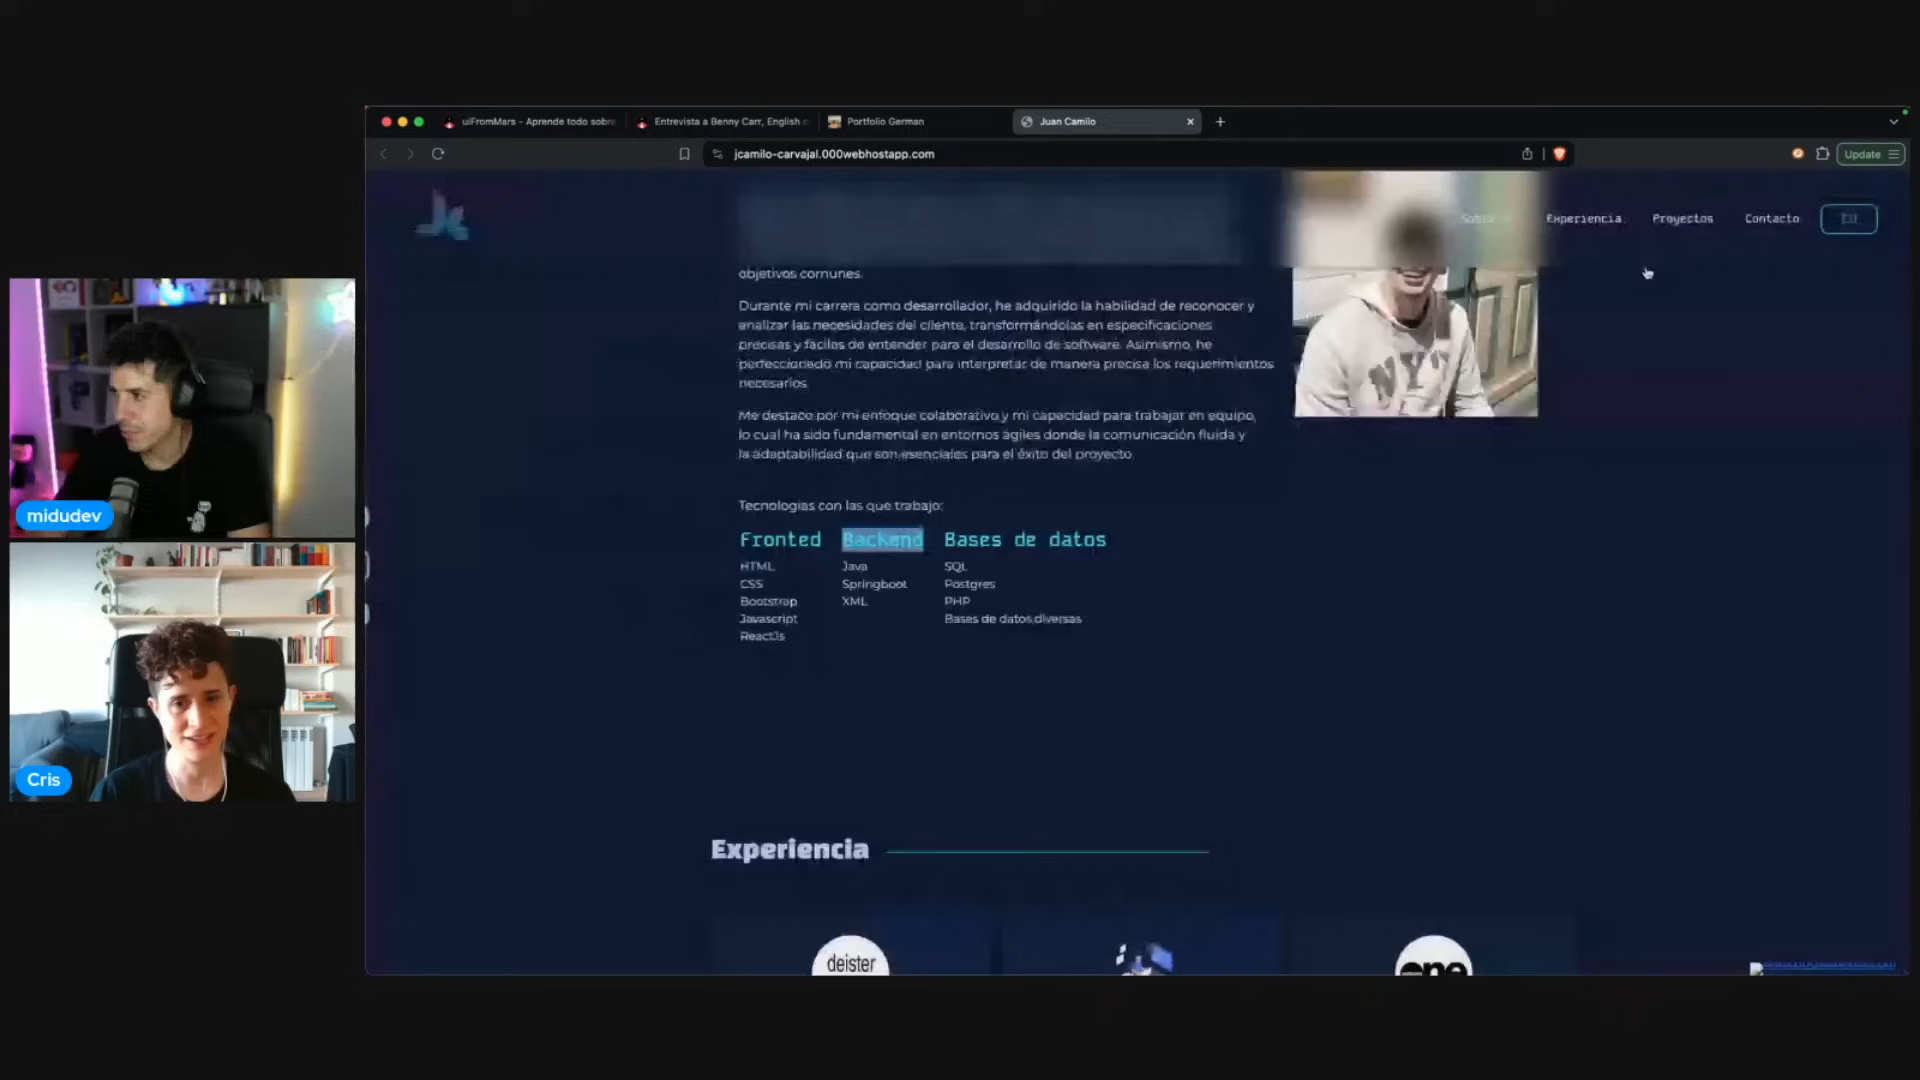 uiFromMars - Aprende todo sobre
Entrevista a Benny Carr, English
Portfolio German
Juan Camilo
jcamilo-carvajal.000webhostapp.com
Update
Experiencia
Proyectos
Contacto
objetivos comunes.
Durante mi carrera como desarrollador, he adquirido la habilidad de reconocer y
analizar las necesidades del cliente, transformándolas en especificaciones
precisas y fáciles de entender para el desarrollo de software. Asimismo, he
perfeccionado mi capacidad para interpretar de manera precisa los requerimientos
necesarios.
Me destaco por mi enfoque colaborativo y mi capacidad para trabajar en equipo,
lo cual ha sido fundamental en entornos ágiles donde la comunicación fluida y
la adaptabilidad que son esenciales para el éxito del proyecto.
Tecnologías con las que trabajo:
Fronted Backend Bases de datos
HTML Java SQL
CSS Springboot Postgres
Bootstrap XML PHP
Javascript Bases de datos diversas
ReactJs
Experiencia
deister
one
midudev
Cris